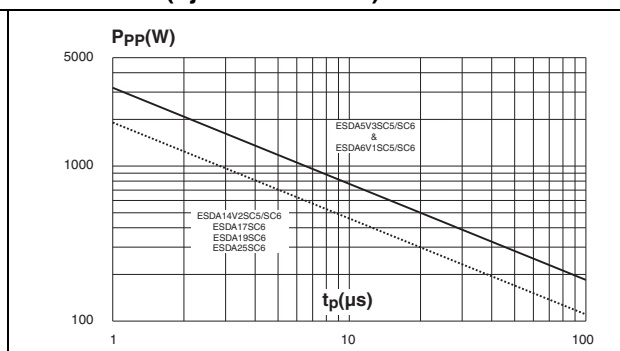 PPP(W)
5000
ESDA5V3SC5/SC6
&
ESDA6V1SC5/SC6
1000
ESDA14V2SC5/SC6
ESDA17SC6
ESDA19SC6
ESDA25SC6
tp(µs)
100
1 10 100